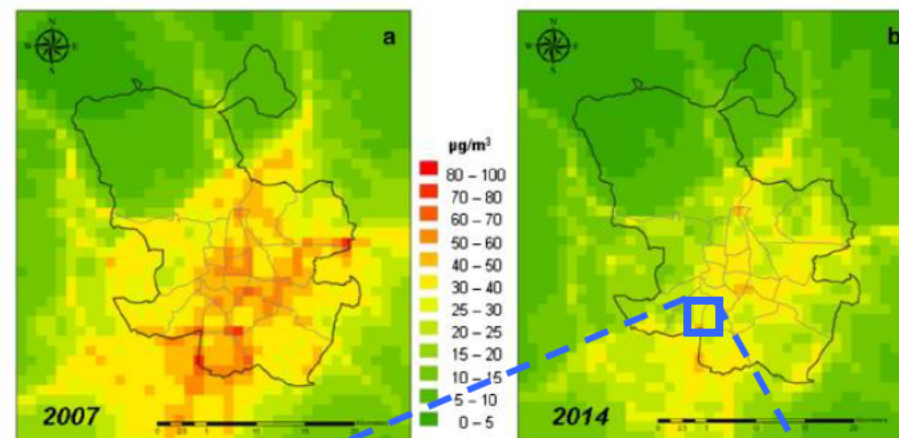 N
W E
S
a
2007
µg/m³
80 – 100
70 – 80
60 – 70
50 – 60
40 – 50
30 – 40
25 – 30
20 – 25
15 – 20
10 – 15
5 – 10
0 – 5
N
W E
S
b
2014